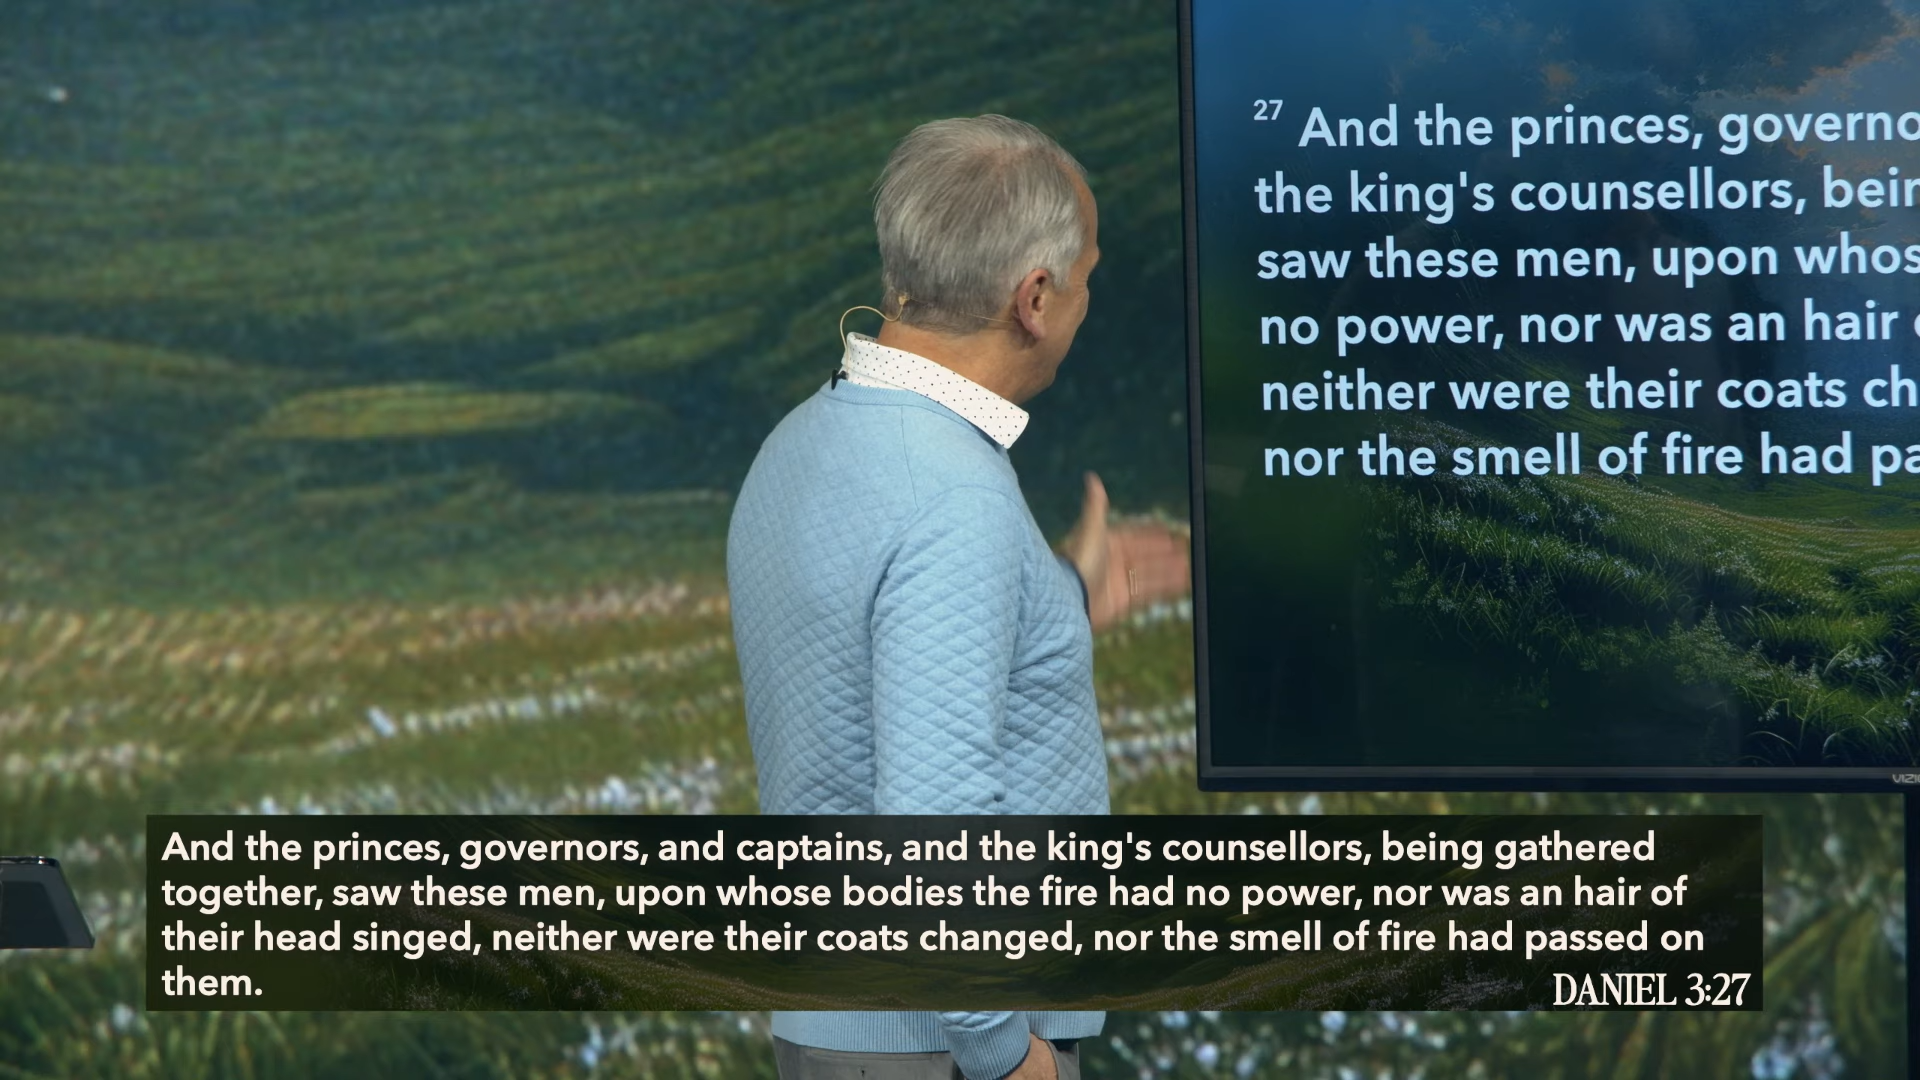 27 And the princes, governo
the king's counsellors, bein
saw these men, upon whos
no power, nor was an hair
neither were their coats ch
nor the smell of fire had pa
VIZI
And the princes, governors, and captains, and the king's counsellors, being gathered
together, saw these men, upon whose bodies the fire had no power, nor was an hair of
their head singed, neither were their coats changed, nor the smell of fire had passed on
them.
DANIEL 3:27